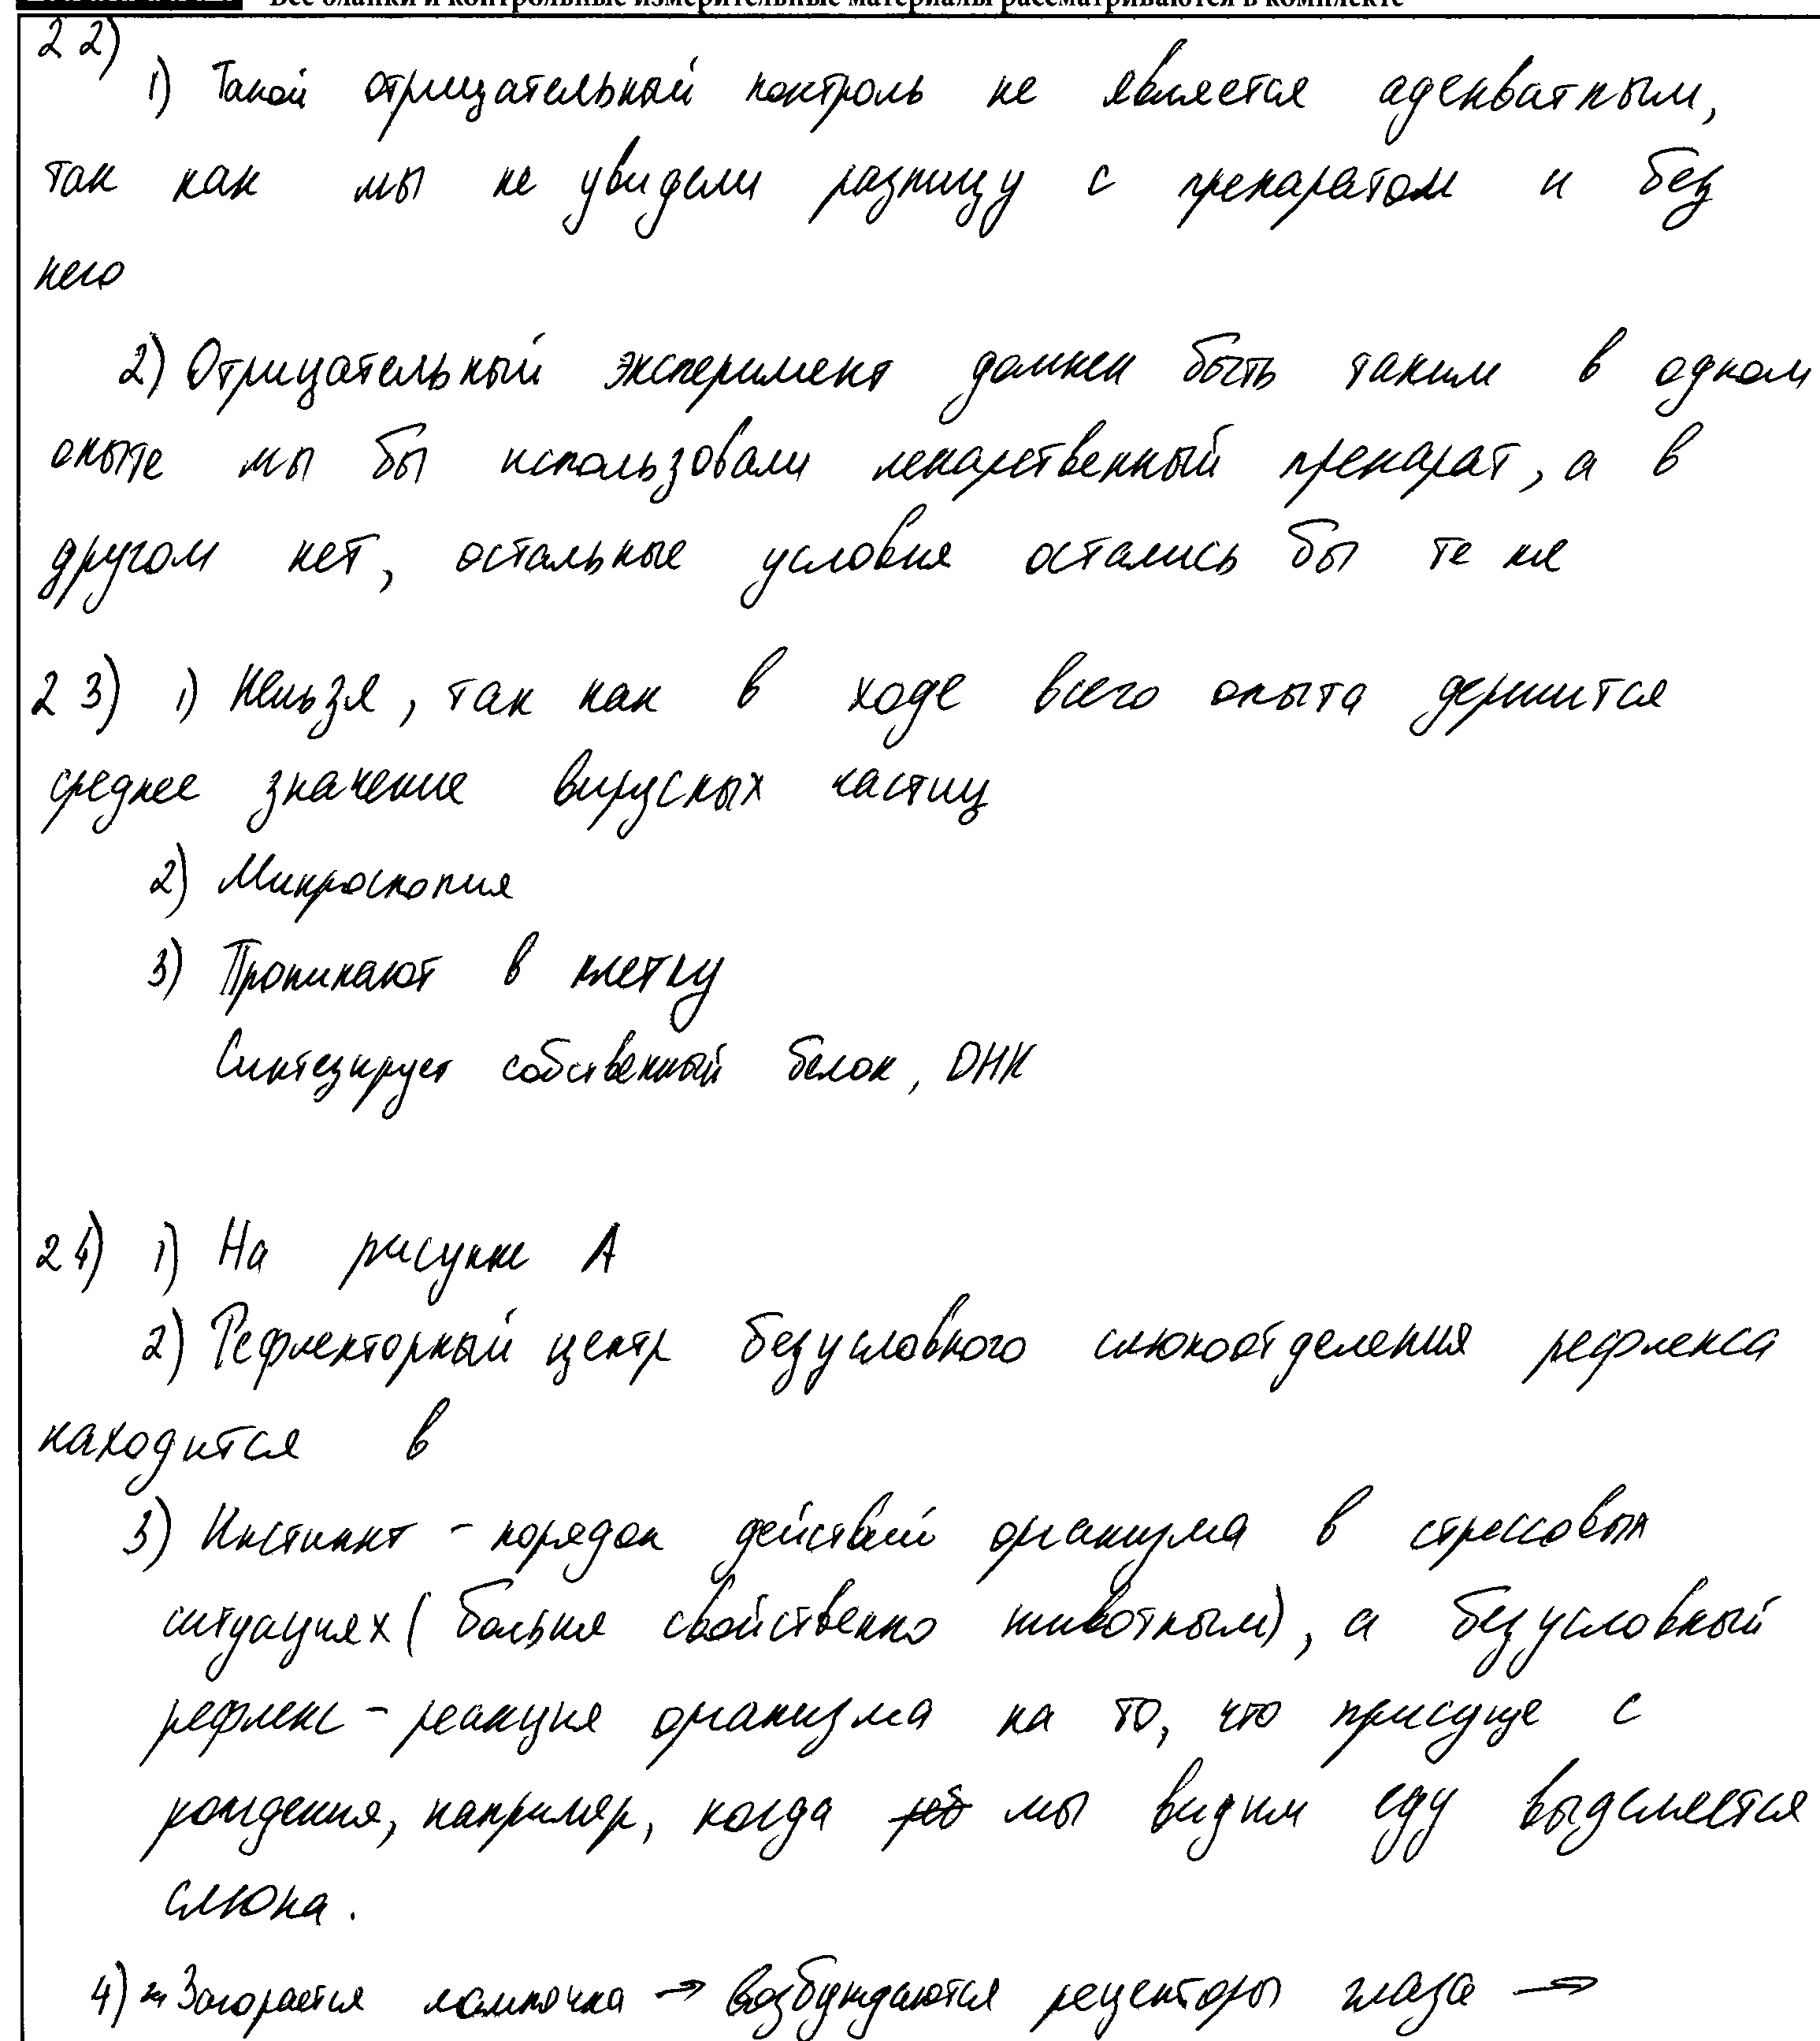 Все бланки и контрольные измерительные материалы рассматриваются в комплекте
22)
1) Такой отрицательный контроль не является адекватным,
так как мы не увидели разницу с препаратом и без
него
2) Отрицательный эксперимент должен быть таким в одном
опыте мы бы использовали лекарственный препарат, а в
другом нет, остальные условия остались бы те же
23) 1) Нельзя, так как в ходе всего опыта держится
среднее значение вирусных частиц
2) Микроскопия
3) Проникают в клетку
Синтезирует собственный белок, ДНК
24) 1) На рисунке А
2) Рефлекторный центр безусловного слюноотделения рефлекса
находится в
3) Инстинкт - порядок действий организма в стрессовых
ситуациях (больше свойственно животным), а безусловный
рефлекс - реакция организма на то, что присуще с
рождения, например, когда мы видим еду выделяется
слюна.
4) Загорается лампочка → возбуждаются рецепторы глаза →